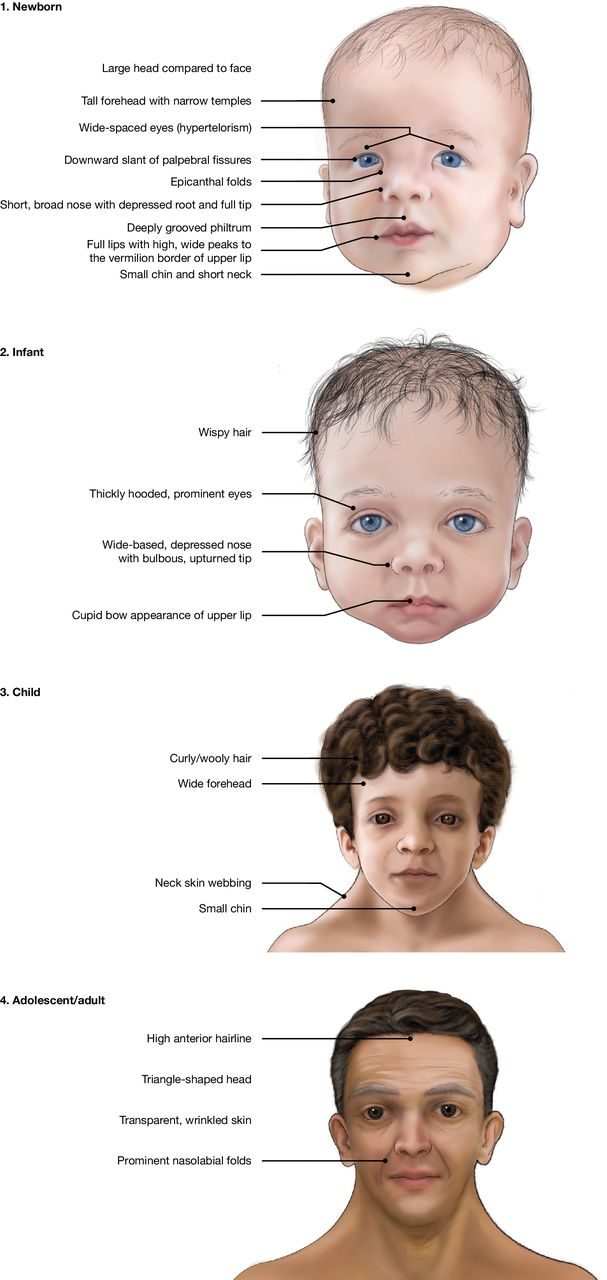 1. Newborn
Large head compared to face
Tall forehead with narrow temples
Wide-spaced eyes (hypertelorism)
Downward slant of palpebral fissures
Epicanthal folds
Short, broad nose with depressed root and full tip
Deeply grooved philtrum
Full lips with high, wide peaks to
the vermilion border of upper lip
Small chin and short neck
2. Infant
Wispy hair
Thickly hooded, prominent eyes
Wide-based, depressed nose
with bulbous, upturned tip
Cupid bow appearance of upper lip
3. Child
Curly/wooly hair
Wide forehead
Neck skin webbing
Small chin
4. Adolescent/adult
High anterior hairline
Triangle-shaped head
Transparent, wrinkled skin
Prominent nasolabial folds